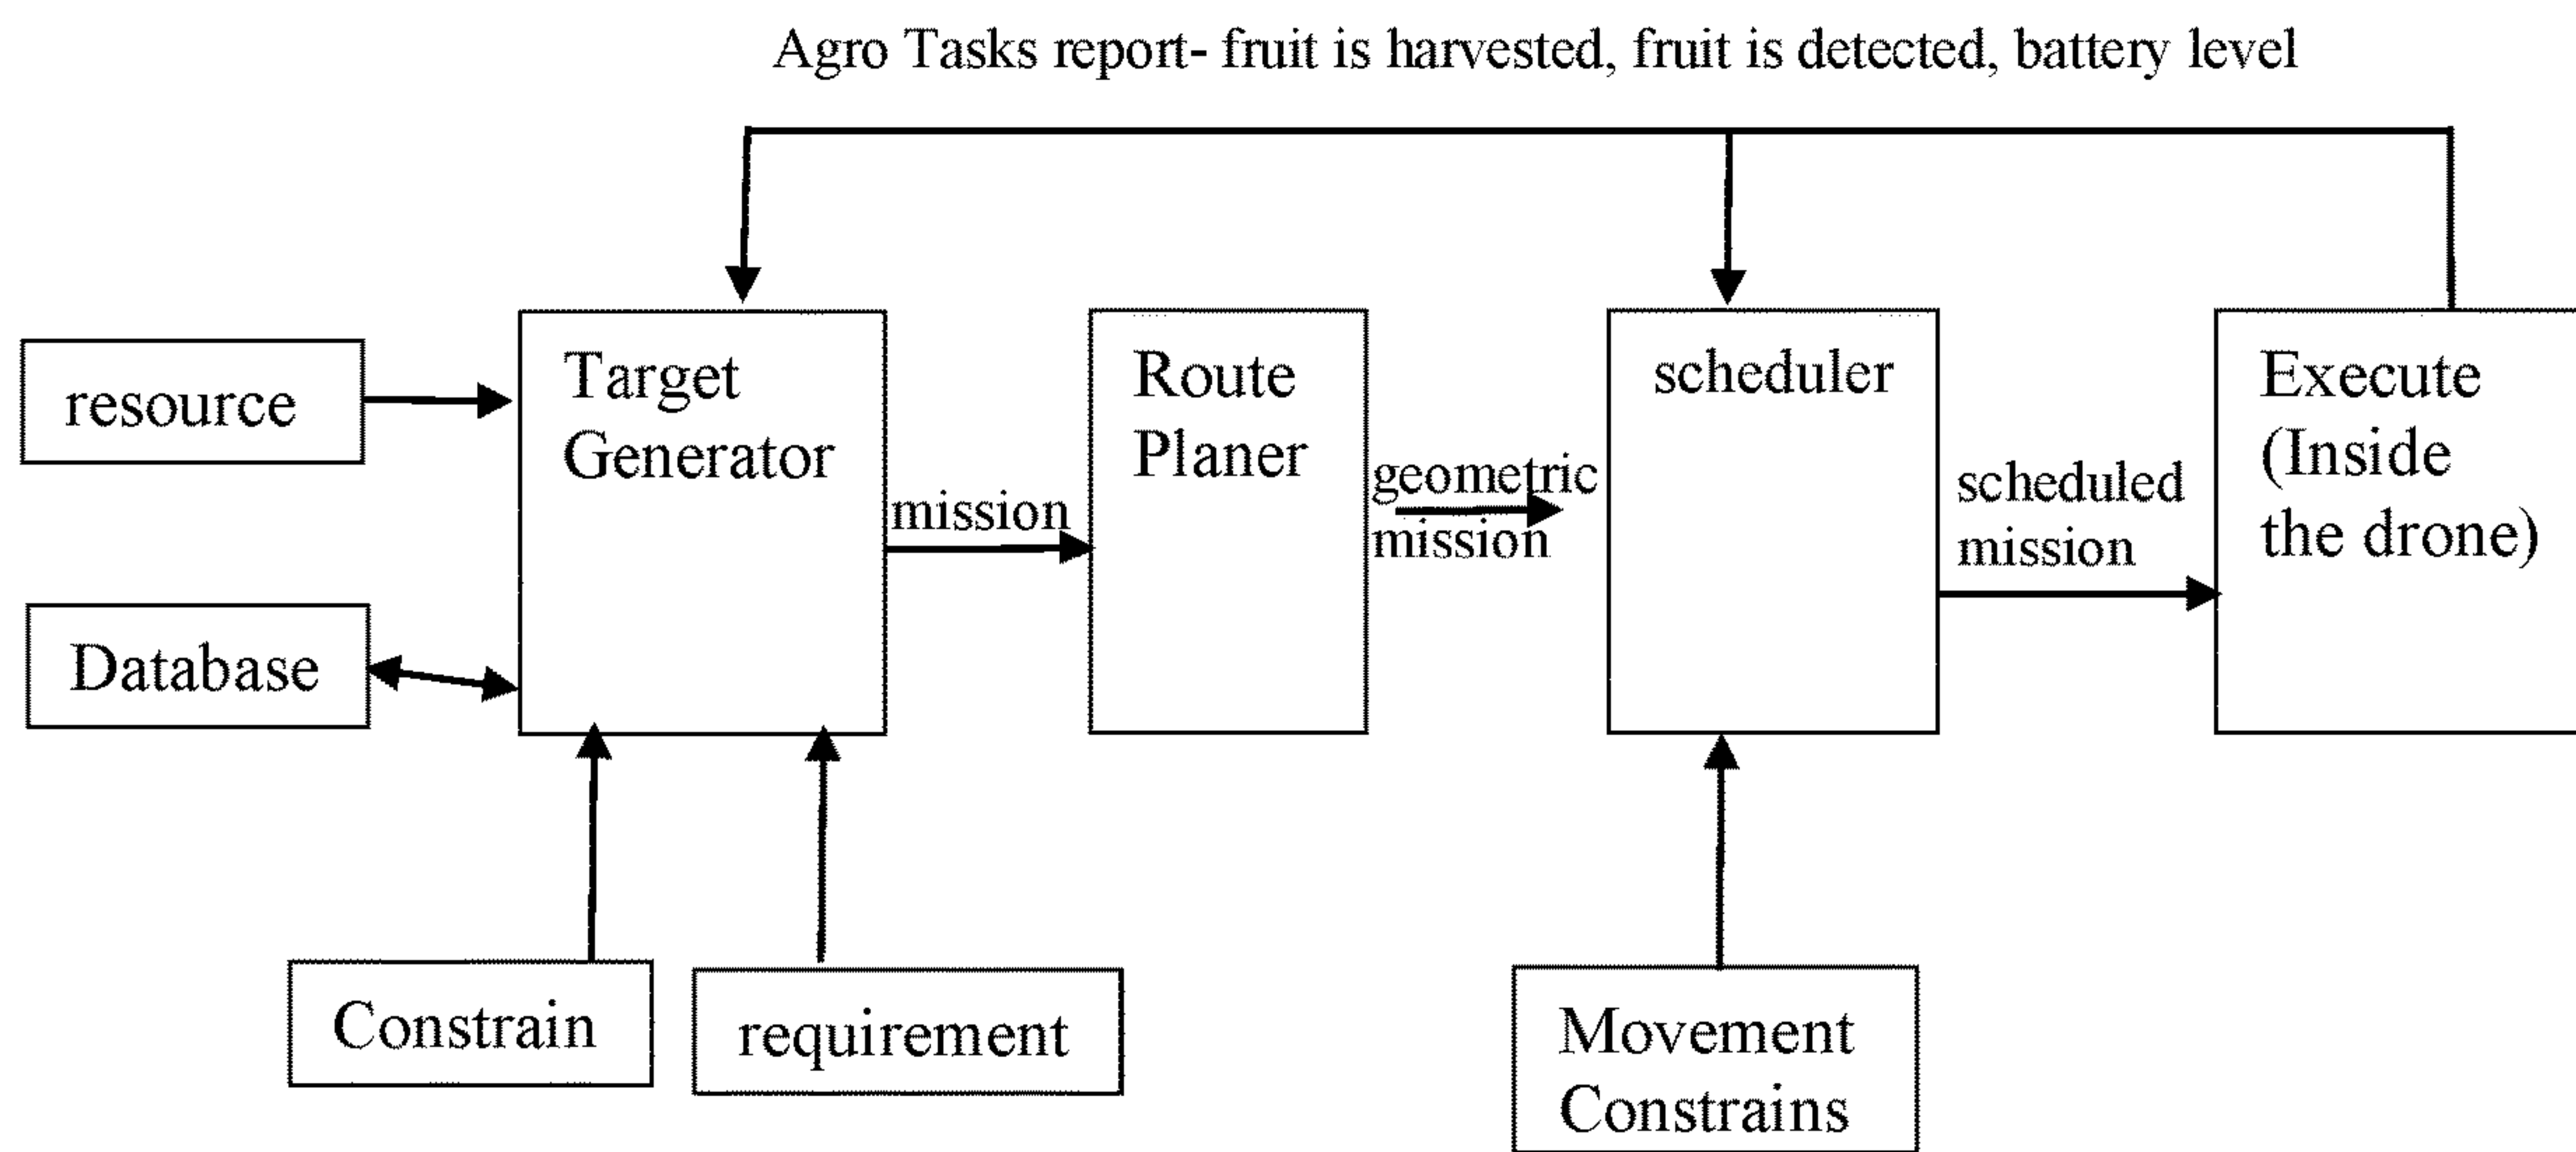 Agro Tasks report- fruit is harvested, fruit is detected, battery level
resource
Target
Generator
mission
Route
Planer
geometric
mission
scheduler
scheduled
mission
Execute
(Inside
the drone)
Database
Constrain
requirement
Movement
Constrains